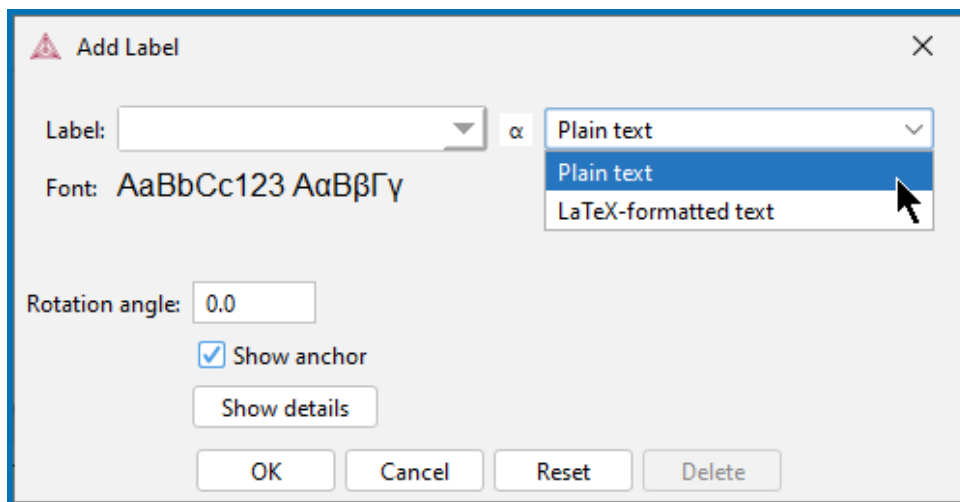 Add Label
Label: α Plain text
Plain text
Font: AaBbCc123 ΑαΒβΓγ
LaTeX-formatted text
Rotation angle: 0.0
Show anchor
Show details
OK Cancel Reset Delete